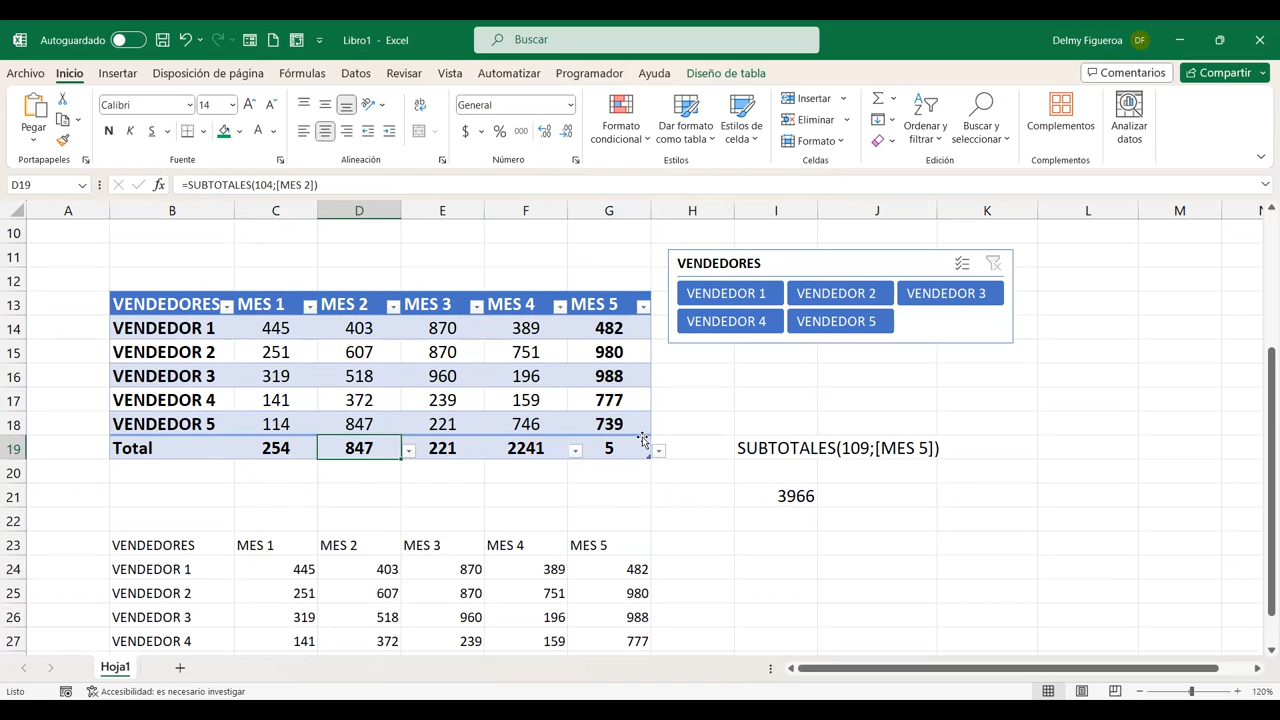 Autoguardado
Libro1 - Excel
Buscar
Delmy Figueroa DF
Archivo Inicio Insertar Disposición de página Fórmulas Datos Revisar Vista Automatizar Programador Ayuda Diseño de tabla Comentarios Compartir
Pegar
Portapapeles
Calibri 14
N K S
Fuente
Alineación
General
$ % 000
Número
Formato condicional
Dar formato como tabla
Estilos de celda
Estilos
Insertar
Eliminar
Formato
Celdas
Ordenar y filtrar
Buscar y seleccionar
Edición
Complementos
Complementos
Analizar datos
D19 fx =SUBTOTALES(104;[MES 2])
A B C D E F G H I J K L M N
10
11
12
13 VENDEDORES MES 1 MES 2 MES 3 MES 4 MES 5
14 VENDEDOR 1 445 403 870 389 482
15 VENDEDOR 2 251 607 870 751 980
16 VENDEDOR 3 319 518 960 196 988
17 VENDEDOR 4 141 372 239 159 777
18 VENDEDOR 5 114 847 221 746 739
19 Total 254 847 221 2241 5 SUBTOTALES(109;[MES 5])
20
21 3966
22
23 VENDEDORES MES 1 MES 2 MES 3 MES 4 MES 5
24 VENDEDOR 1 445 403 870 389 482
25 VENDEDOR 2 251 607 870 751 980
26 VENDEDOR 3 319 518 960 196 988
27 VENDEDOR 4 141 372 239 159 777
VENDEDORES
VENDEDOR 1 VENDEDOR 2 VENDEDOR 3
VENDEDOR 4 VENDEDOR 5
Hoja1
Listo Accesibilidad: es necesario investigar 120%